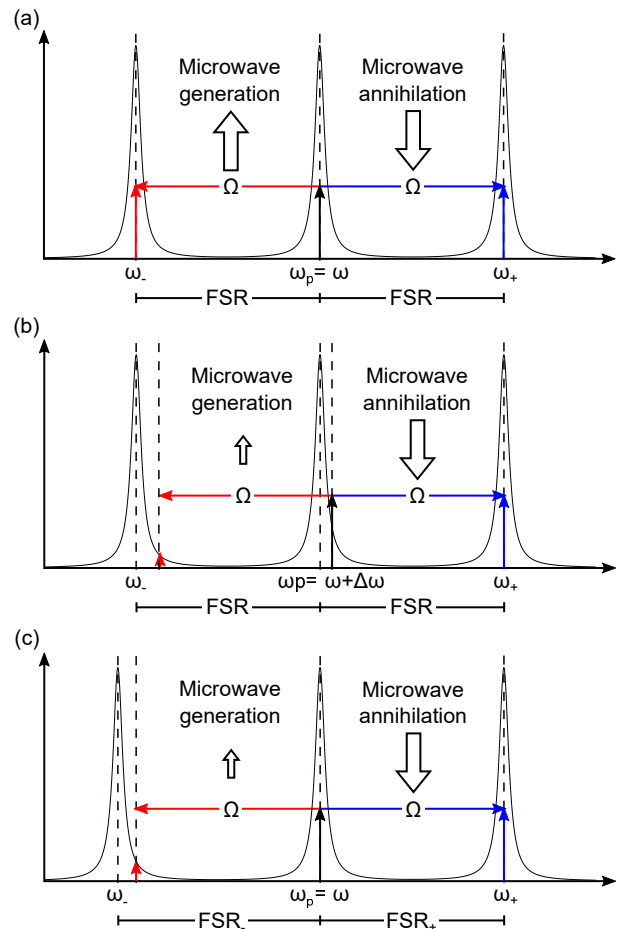 (a)
Microwave generation
Microwave annihilation
Ω
Ω
ω-
ωp= ω
ω+
FSR
FSR
(b)
Microwave generation
Microwave annihilation
Ω
Ω
ω-
ωp= ω+Δω
ω+
FSR
FSR
(c)
Microwave generation
Microwave annihilation
Ω
Ω
ω-
ωp= ω
ω+
FSR-
FSR+